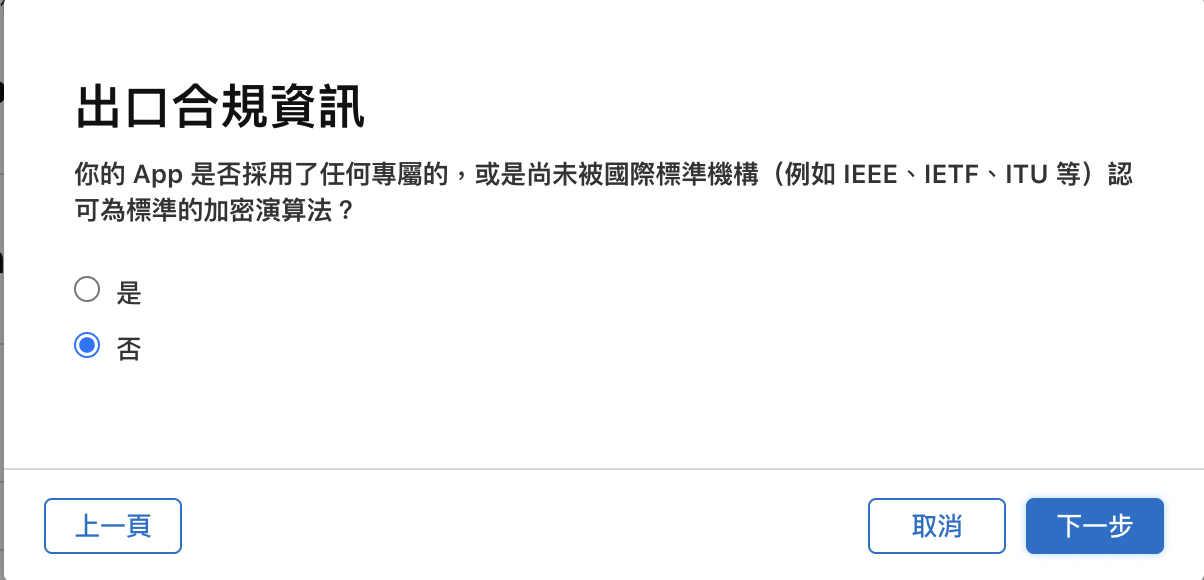 出口合規資訊
你的 App 是否採用了任何專屬的，或是尚未被國際標準機構（例如 IEEE、IETF、ITU 等）認
可為標準的加密演算法？
是
否
上一頁
取消
下一步